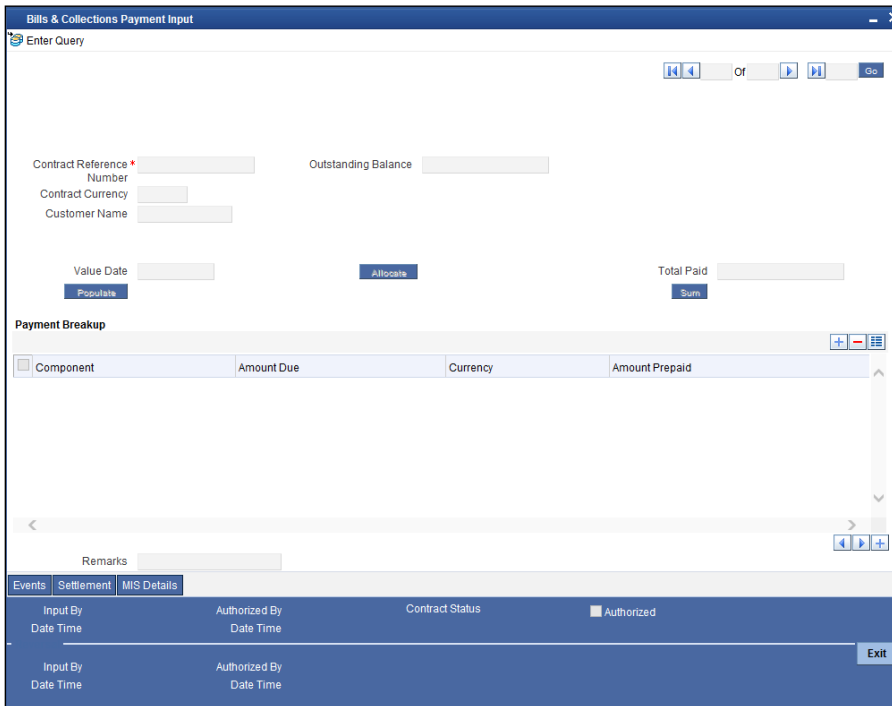 Bills & Collections Payment Input
Enter Query
Of Go
Contract Reference * Outstanding Balance
Number
Contract Currency
Customer Name
Value Date Allocate Total Paid
Populate Sum
Payment Breakup
Component Amount Due Currency Amount Prepaid
Remarks
Events Settlement MIS Details
Input By Authorized By Contract Status Authorized
Date Time Date Time
Exit
Input By Authorized By
Date Time Date Time